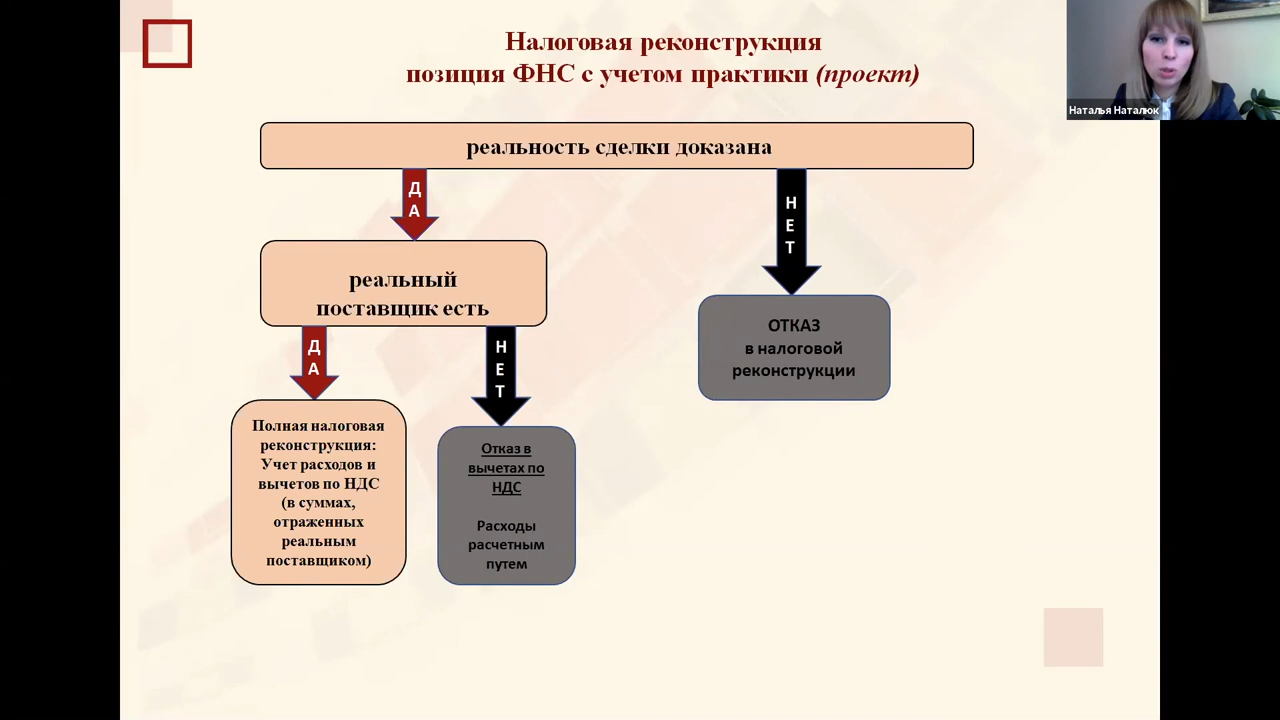 Налоговая реконструкция
позиция ФНС с учетом практики (проект)
Наталья Наталюк
реальность сделки доказана
ДА
НЕТ
реальный
поставщик есть
ОТКАЗ
в налоговой
реконструкции
ДА
НЕТ
Полная налоговая
реконструкция:
Учет расходов и
вычетов по НДС
(в суммах,
отраженных
реальным
поставщиком)
Отказ в
вычетах по
НДС
Расходы
расчетным
путем